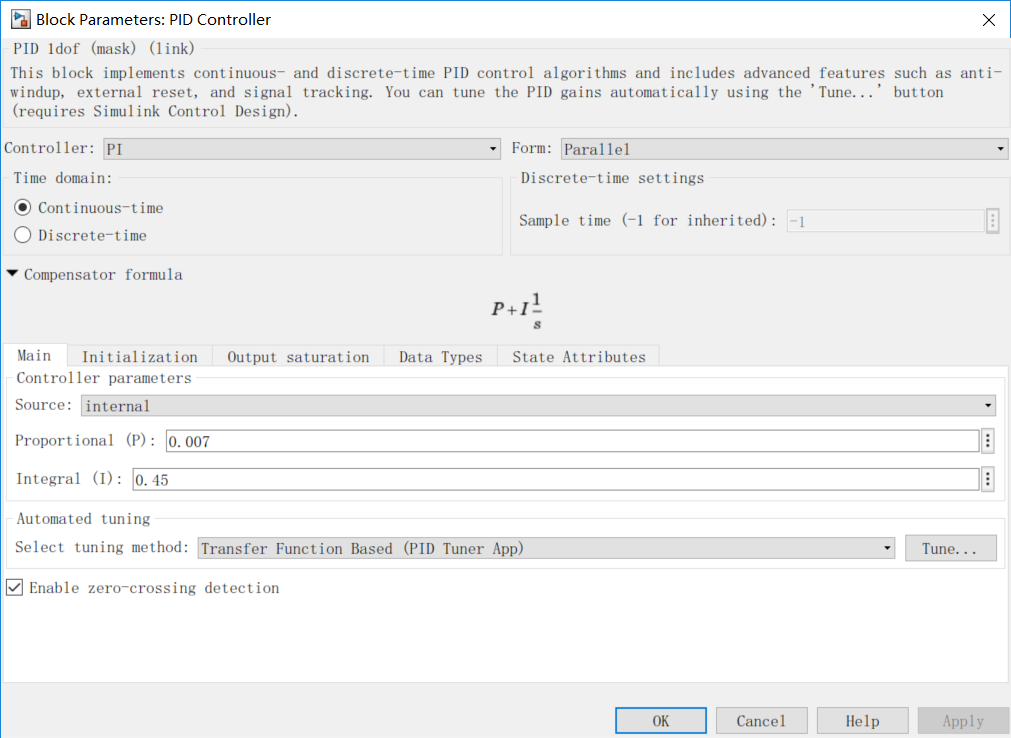 Block Parameters: PID Controller
PID 1dof (mask) (link)
This block implements continuous- and discrete-time PID control algorithms and includes advanced features such as anti-
windup, external reset, and signal tracking. You can tune the PID gains automatically using the 'Tune...' button
(requires Simulink Control Design).
Controller: PI Form: Parallel
Time domain: Discrete-time settings
Continuous-time
Sample time (-1 for inherited): -1
Discrete-time
Compensator formula
P+I 1/s
Main Initialization Output saturation Data Types State Attributes
Controller parameters
Source: internal
Proportional (P): 0.007
Integral (I): 0.45
Automated tuning
Select tuning method: Transfer Function Based (PID Tuner App) Tune...
Enable zero-crossing detection
OK Cancel Help Apply